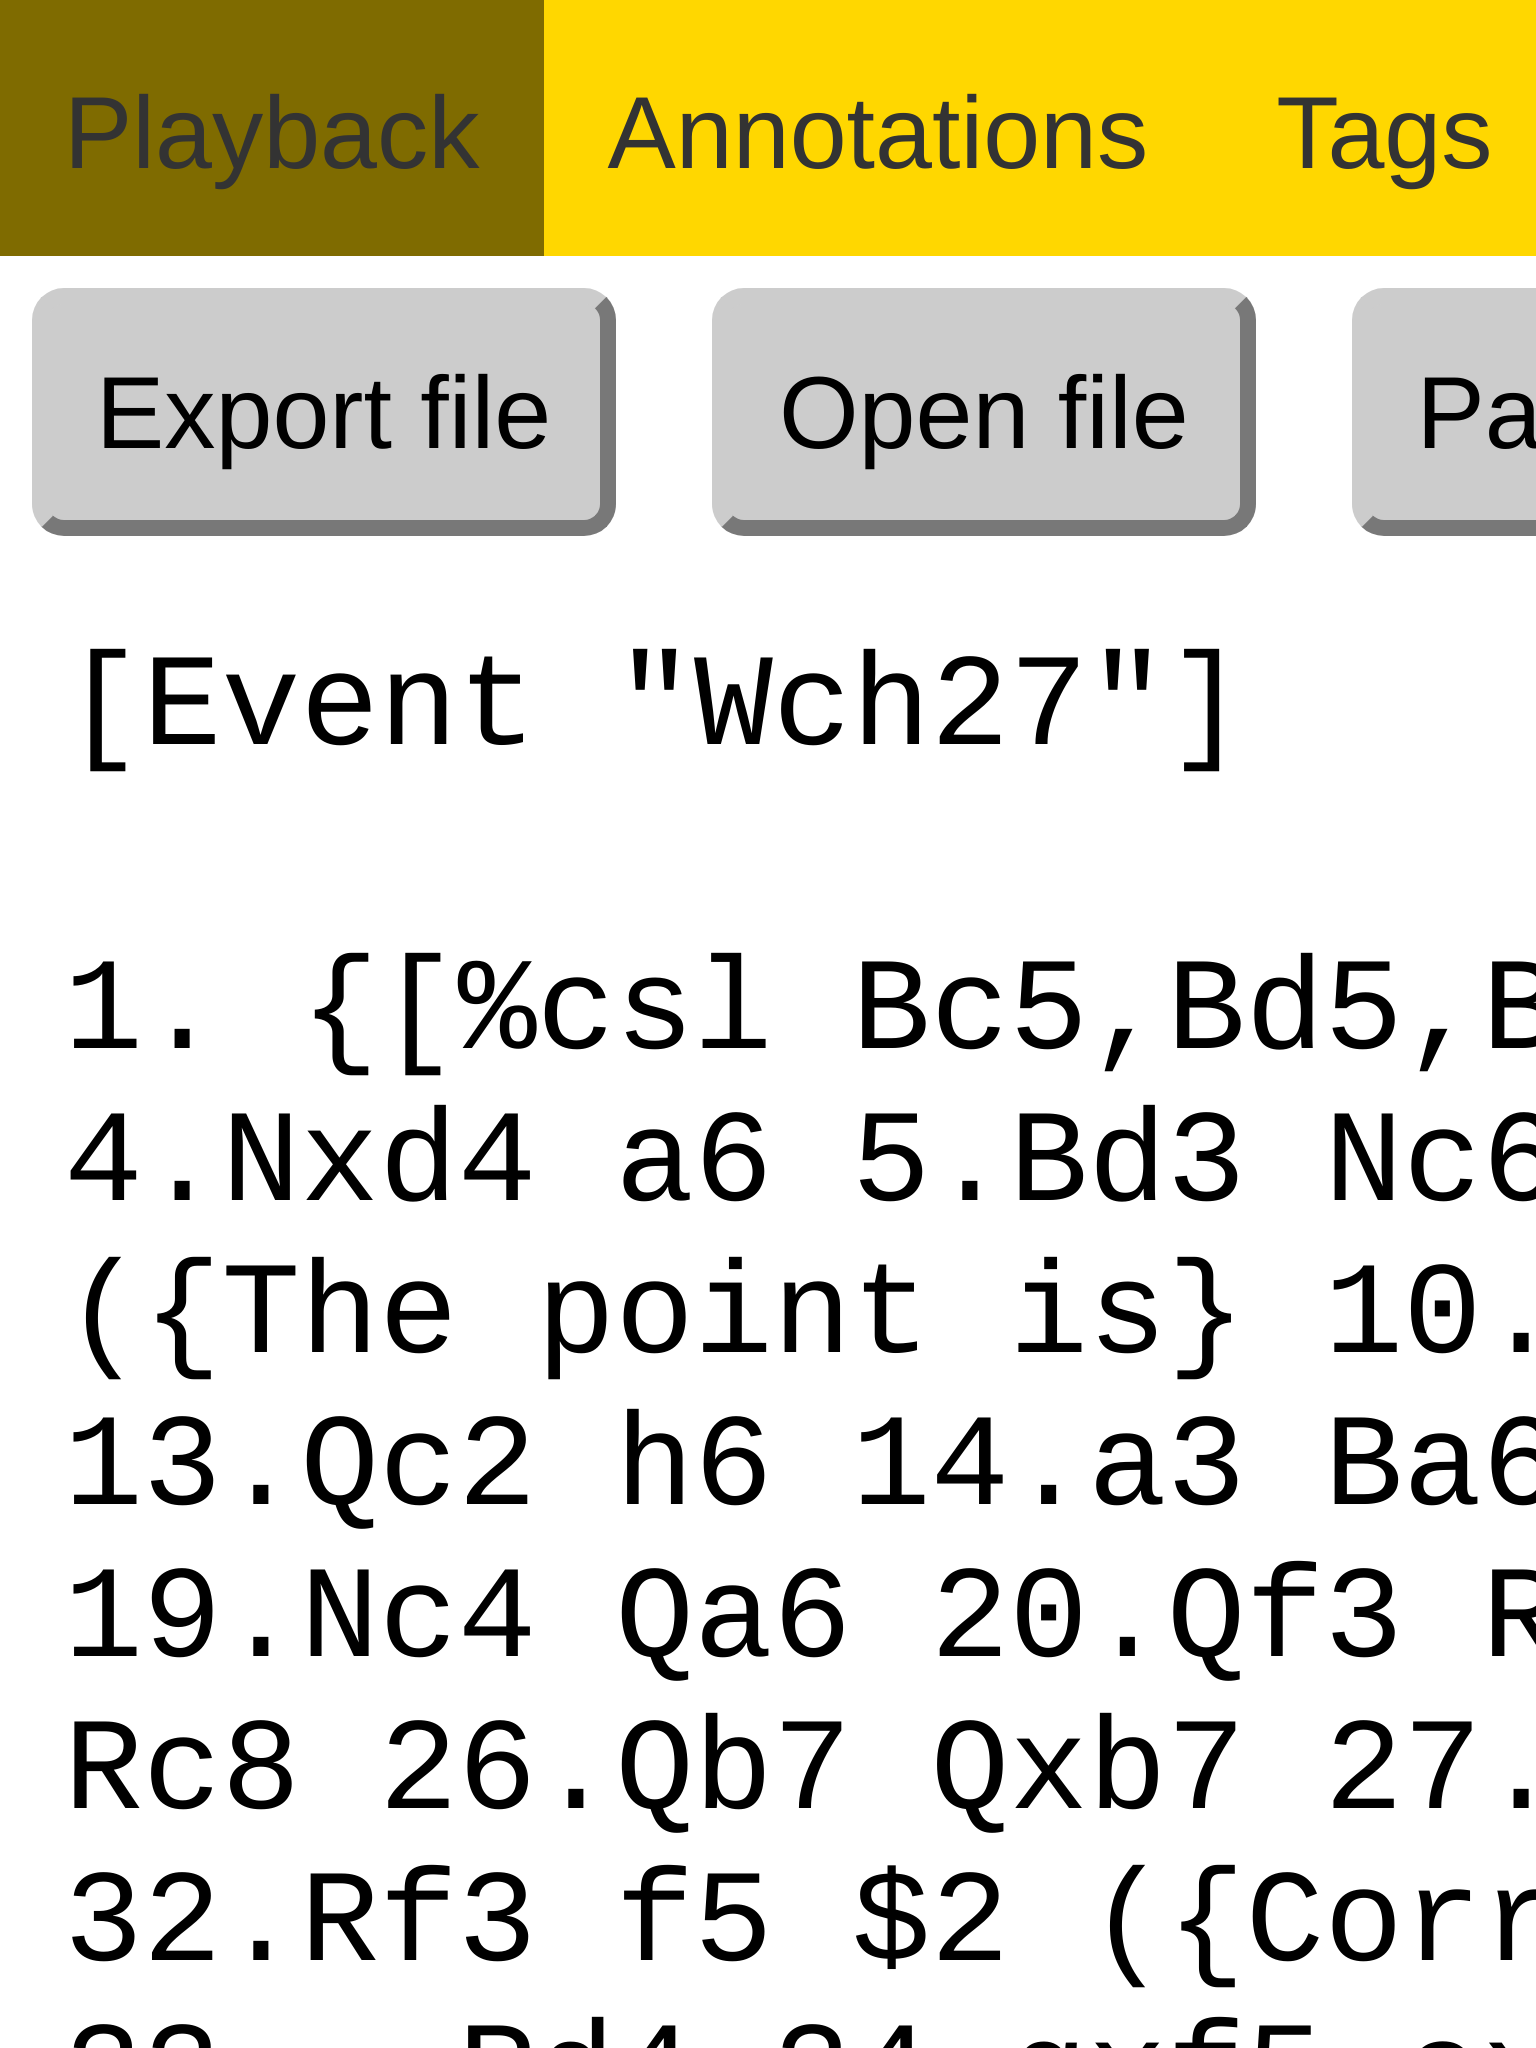 Playback Annotations Tags
Export file Open file Pa
[Event "Wch27"]
1. {[%csl Bc5,Bd5,B
4.Nxd4 a6 5.Bd3 Nc6
({The point is} 10.
13.Qc2 h6 14.a3 Ba6
19.Nc4 Qa6 20.Qf3 R
Rc8 26.Qb7 Qxb7 27.
32.Rf3 f5 $2 ({Corr